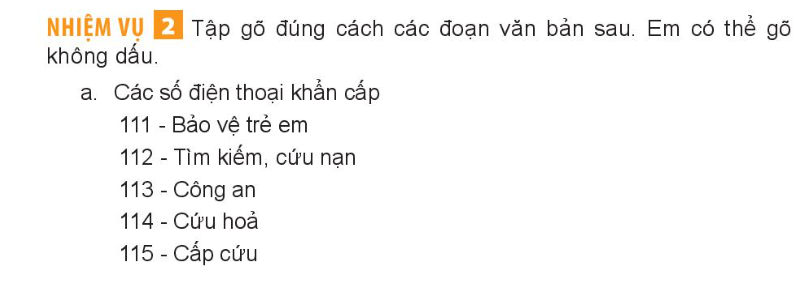 NHIỆM VỤ 2 Tập gõ đúng cách các đoạn văn bản sau. Em có thể gõ
không dấu.
a. Các số điện thoại khẩn cấp
111 - Bảo vệ trẻ em
112 - Tìm kiếm, cứu nạn
113 - Công an
114 - Cứu hoả
115 - Cấp cứu